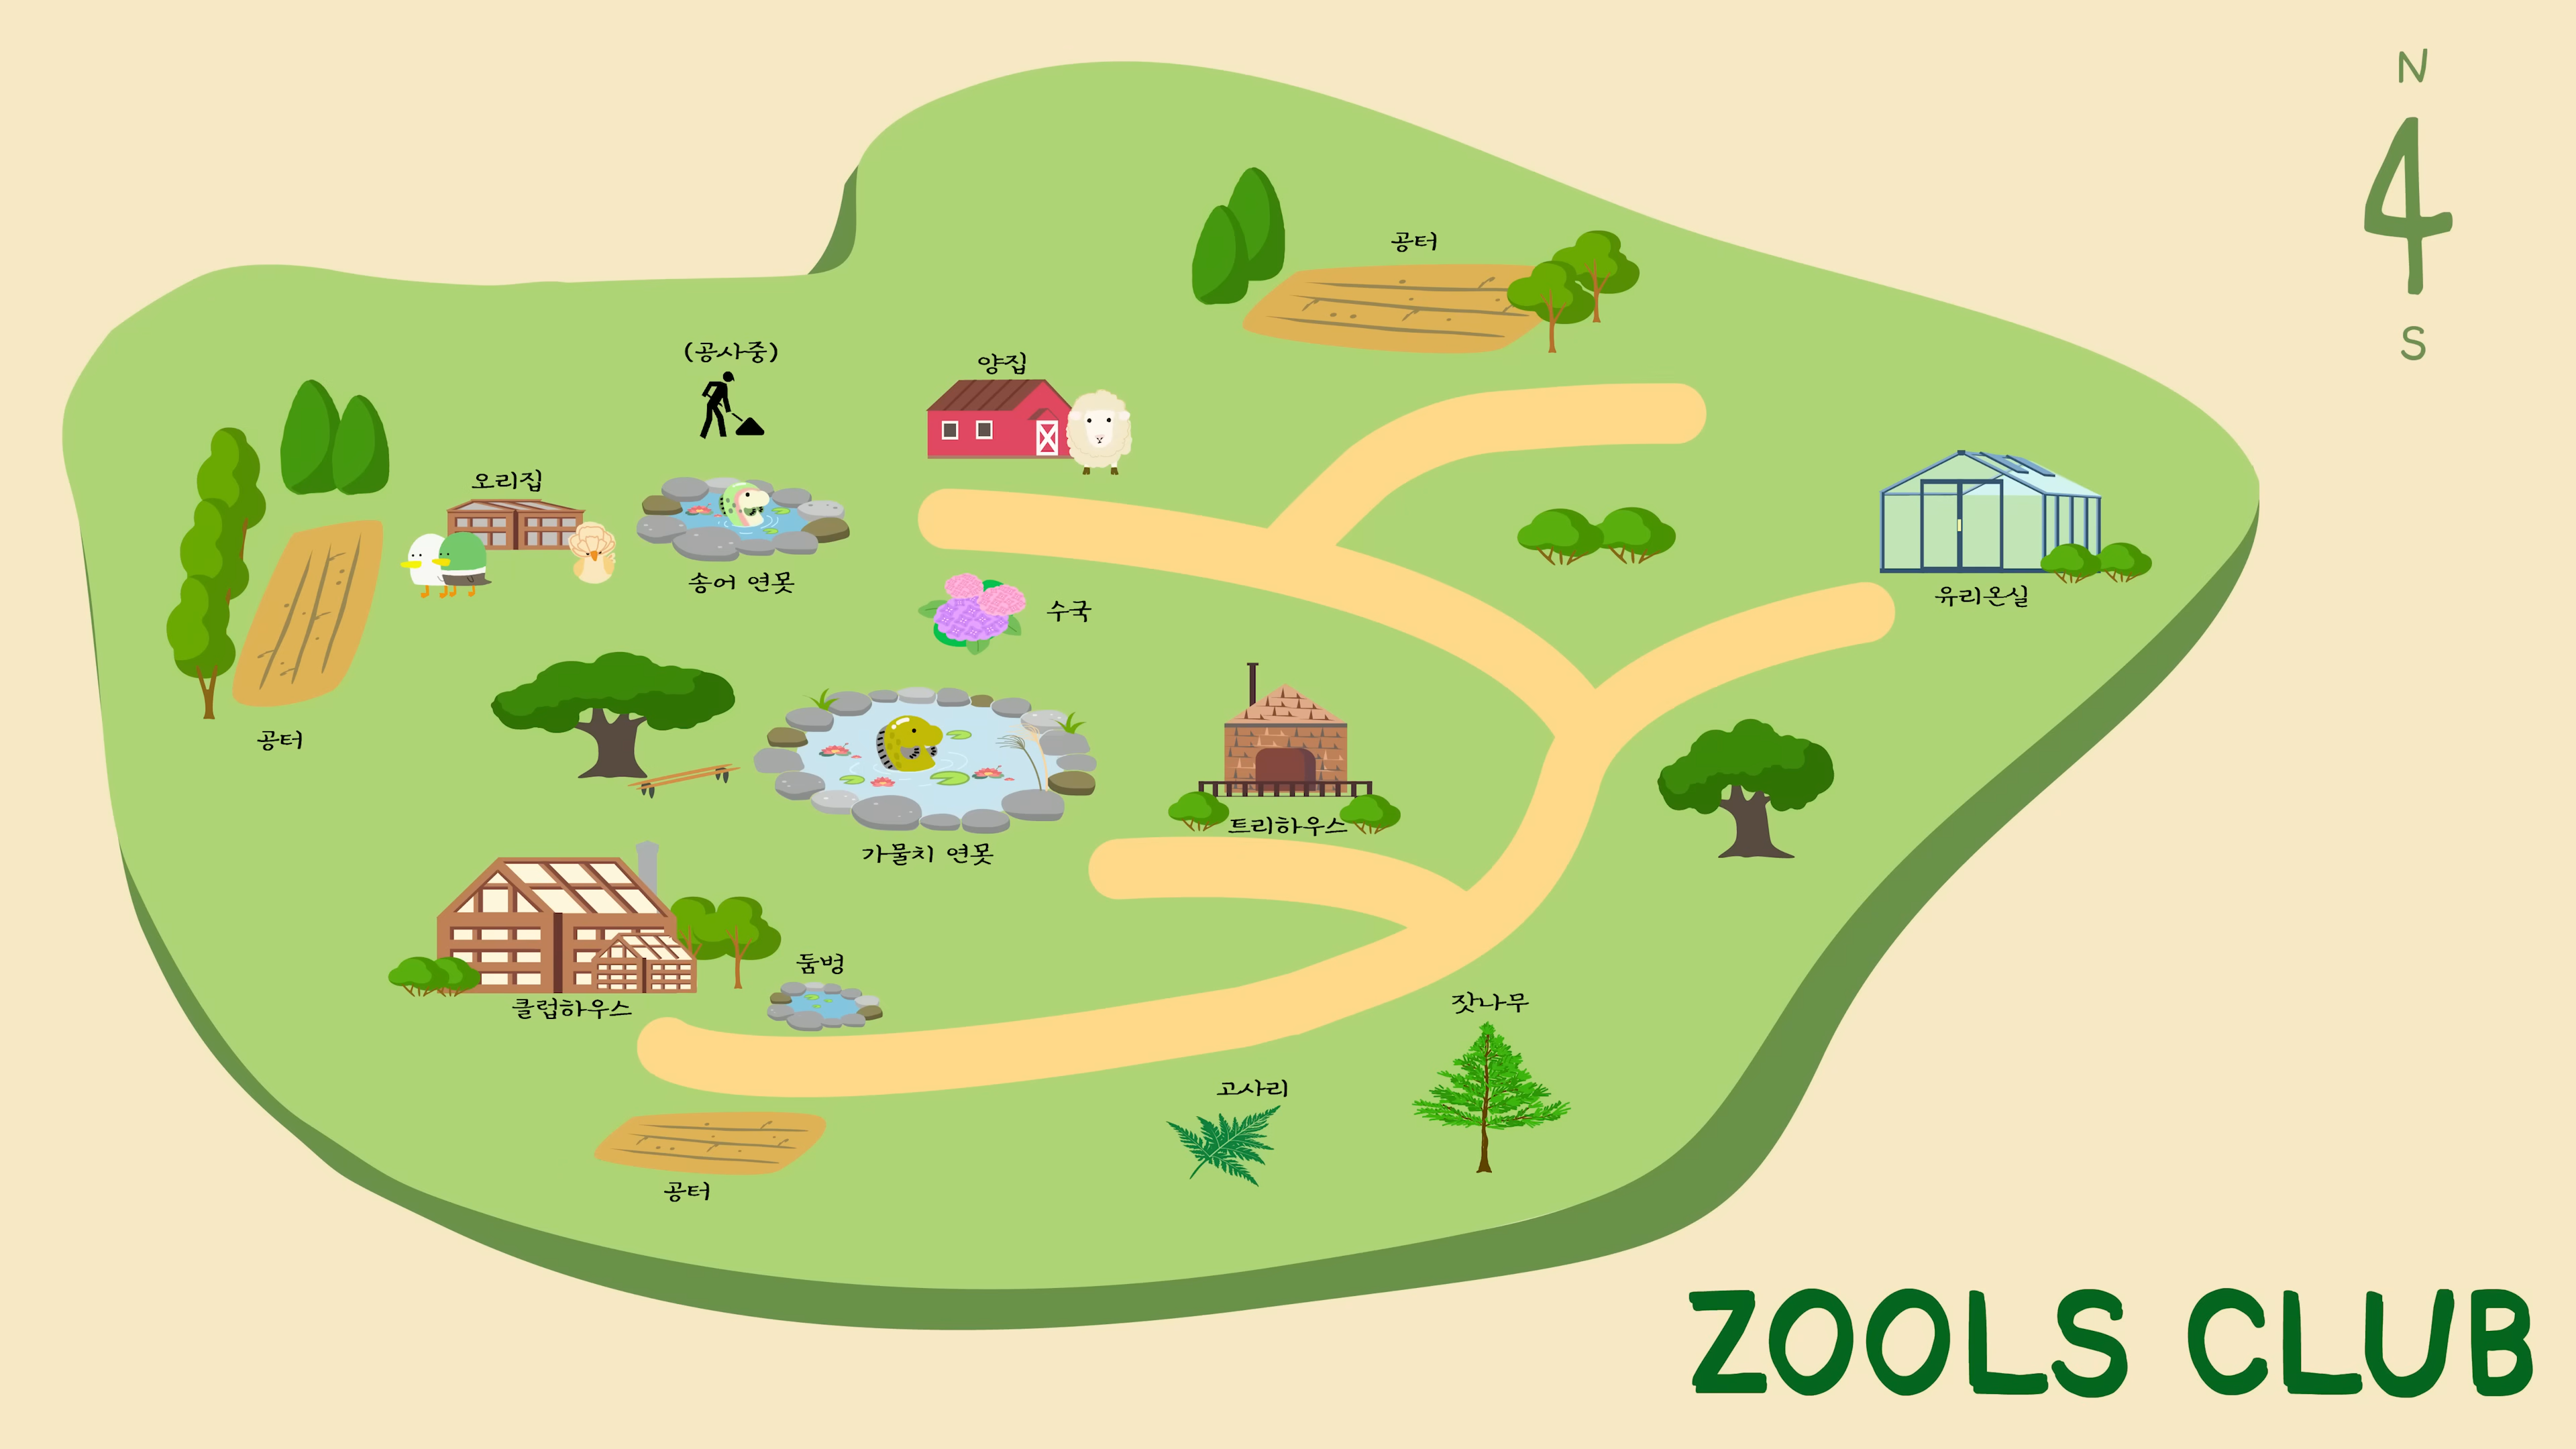 N
4
S
공터
(공사중)
양집
오리집
송어 연못
유리온실
수국
공터
트리하우스
가물치 연못
둠벙
클럽하우스
잣나무
고사리
공터
ZOOLS CLUB